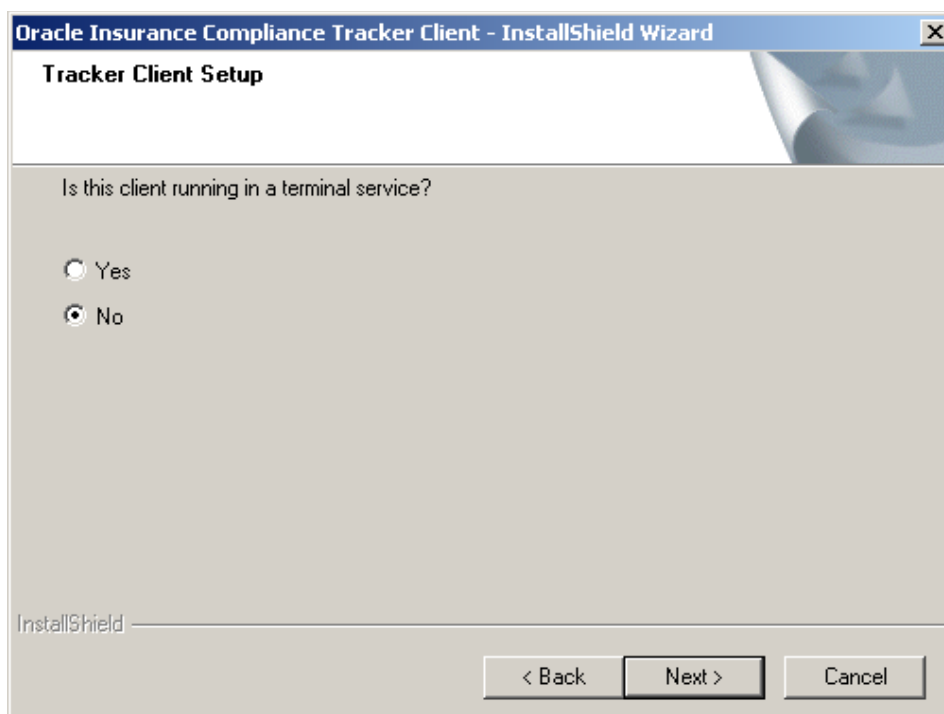 Oracle Insurance Compliance Tracker Client - InstallShield Wizard
Tracker Client Setup
Is this client running in a terminal service?
Yes
No
InstallShield
< Back Next > Cancel